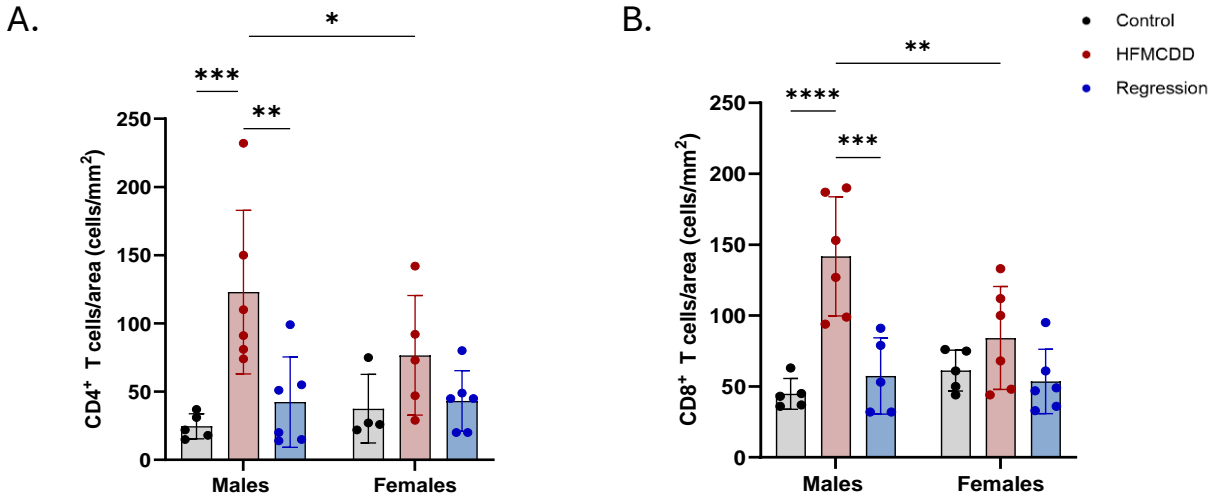 A.
*
***
**
CD4⁺ T cells/area (cells/mm²)
250
200
150
100
50
0
Males
Females
B.
**
****
***
CD8⁺ T cells/area (cells/mm²)
250
200
150
100
50
0
Males
Females
Control
HFMCDD
Regression